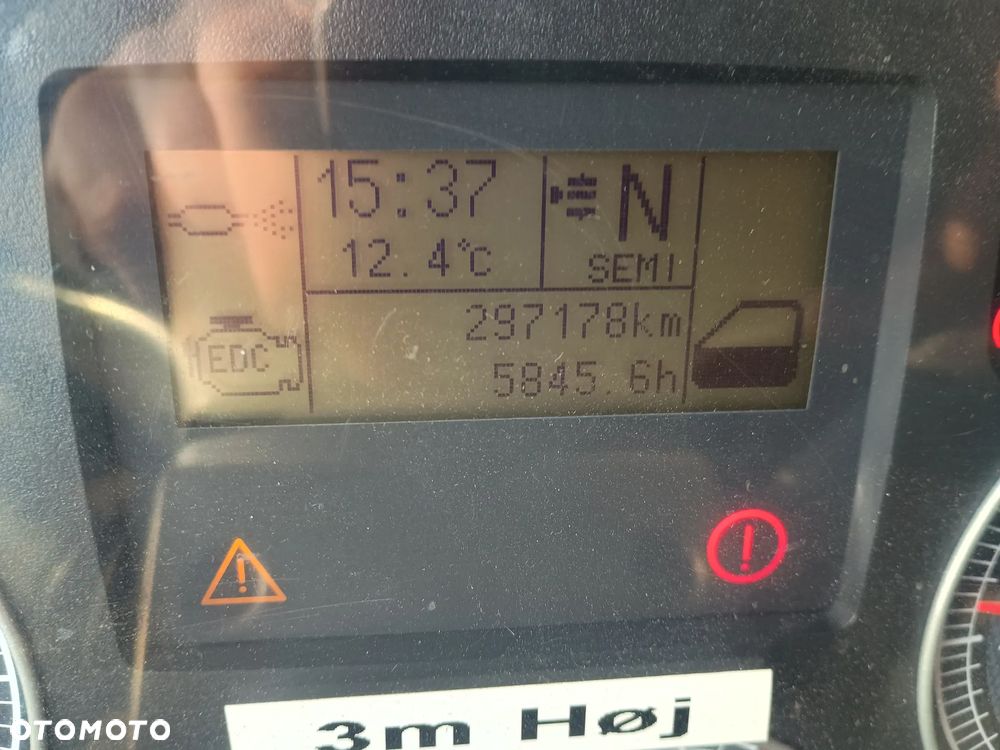 15:37
N
12.4°C
SEMI
297178km
EDC
5845.6h
!
!
3m Høj
OTOMOTO